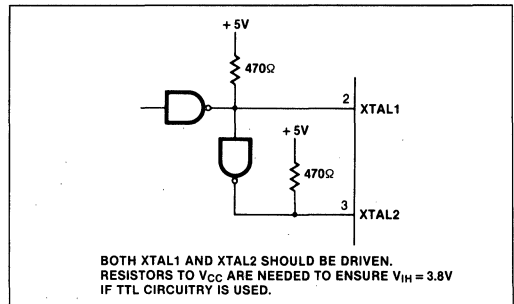 + 5V
470Ω
2
XTAL1
+ 5V
470Ω
3
XTAL2
BOTH XTAL1 AND XTAL2 SHOULD BE DRIVEN.
RESISTORS TO VCC ARE NEEDED TO ENSURE VIH = 3.8V
IF TTL CIRCUITRY IS USED.